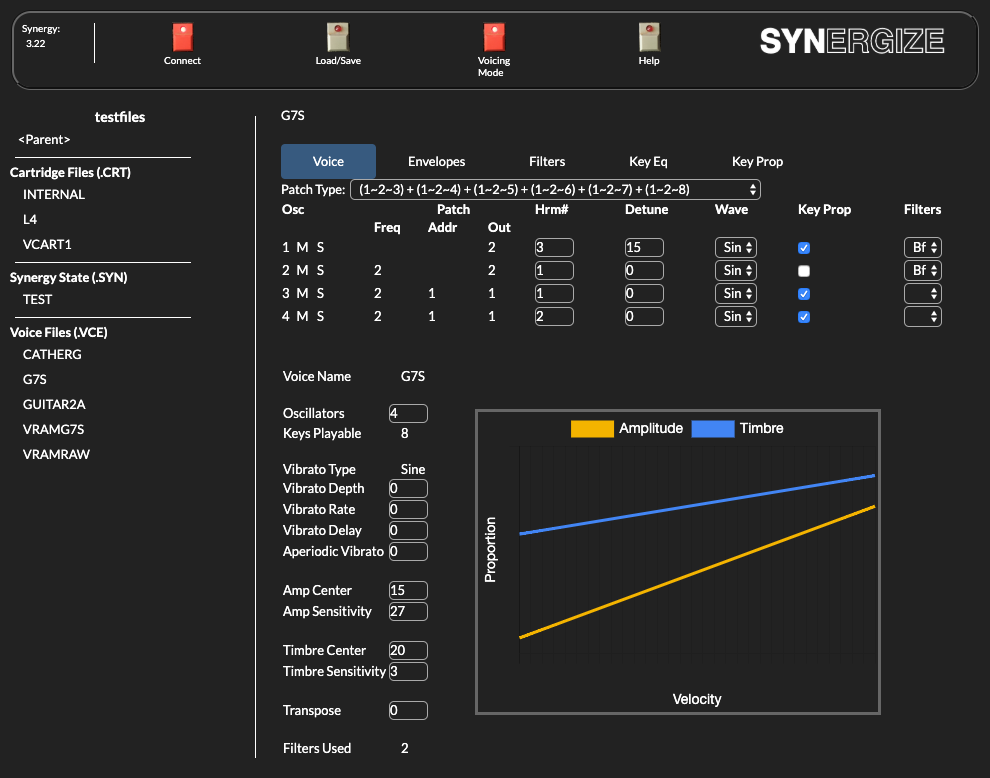 Synergy:
3.22
Connect
Load/Save
Voicing
Mode
Help
SYNERGIZE
testfiles
<Parent>
Cartridge Files (.CRT)
INTERNAL
L4
VCART1
Synergy State (.SYN)
TEST
Voice Files (.VCE)
CATHERG
G7S
GUITAR2A
VRAMG7S
VRAMRAW
G7S
Voice Envelopes Filters Key Eq Key Prop
Patch Type: (1~2~3) + (1~2~4) + (1~2~5) + (1~2~6) + (1~2~7) + (1~2~8)
Osc Patch Hrm# Detune Wave Key Prop Filters
Freq Addr Out
1 M S 2 3 15 Sin Bf
2 M S 2 2 1 0 Sin Bf
3 M S 2 1 1 1 0 Sin
4 M S 2 1 1 2 0 Sin
Voice Name G7S
Oscillators 4
Keys Playable 8
Vibrato Type Sine
Vibrato Depth 0
Vibrato Rate 0
Vibrato Delay 0
Aperiodic Vibrato 0
Amp Center 15
Amp Sensitivity 27
Timbre Center 20
Timbre Sensitivity 3
Transpose 0
Filters Used 2
Amplitude Timbre
Proportion
Velocity